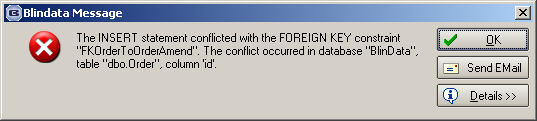 Blindata Message
The INSERT statement conflicted with the FOREIGN KEY constraint
"FKOrderToOrderAmend". The conflict occurred in database "BlinData",
table "dbo.Order", column 'id'.
OK
Send EMail
Details >>